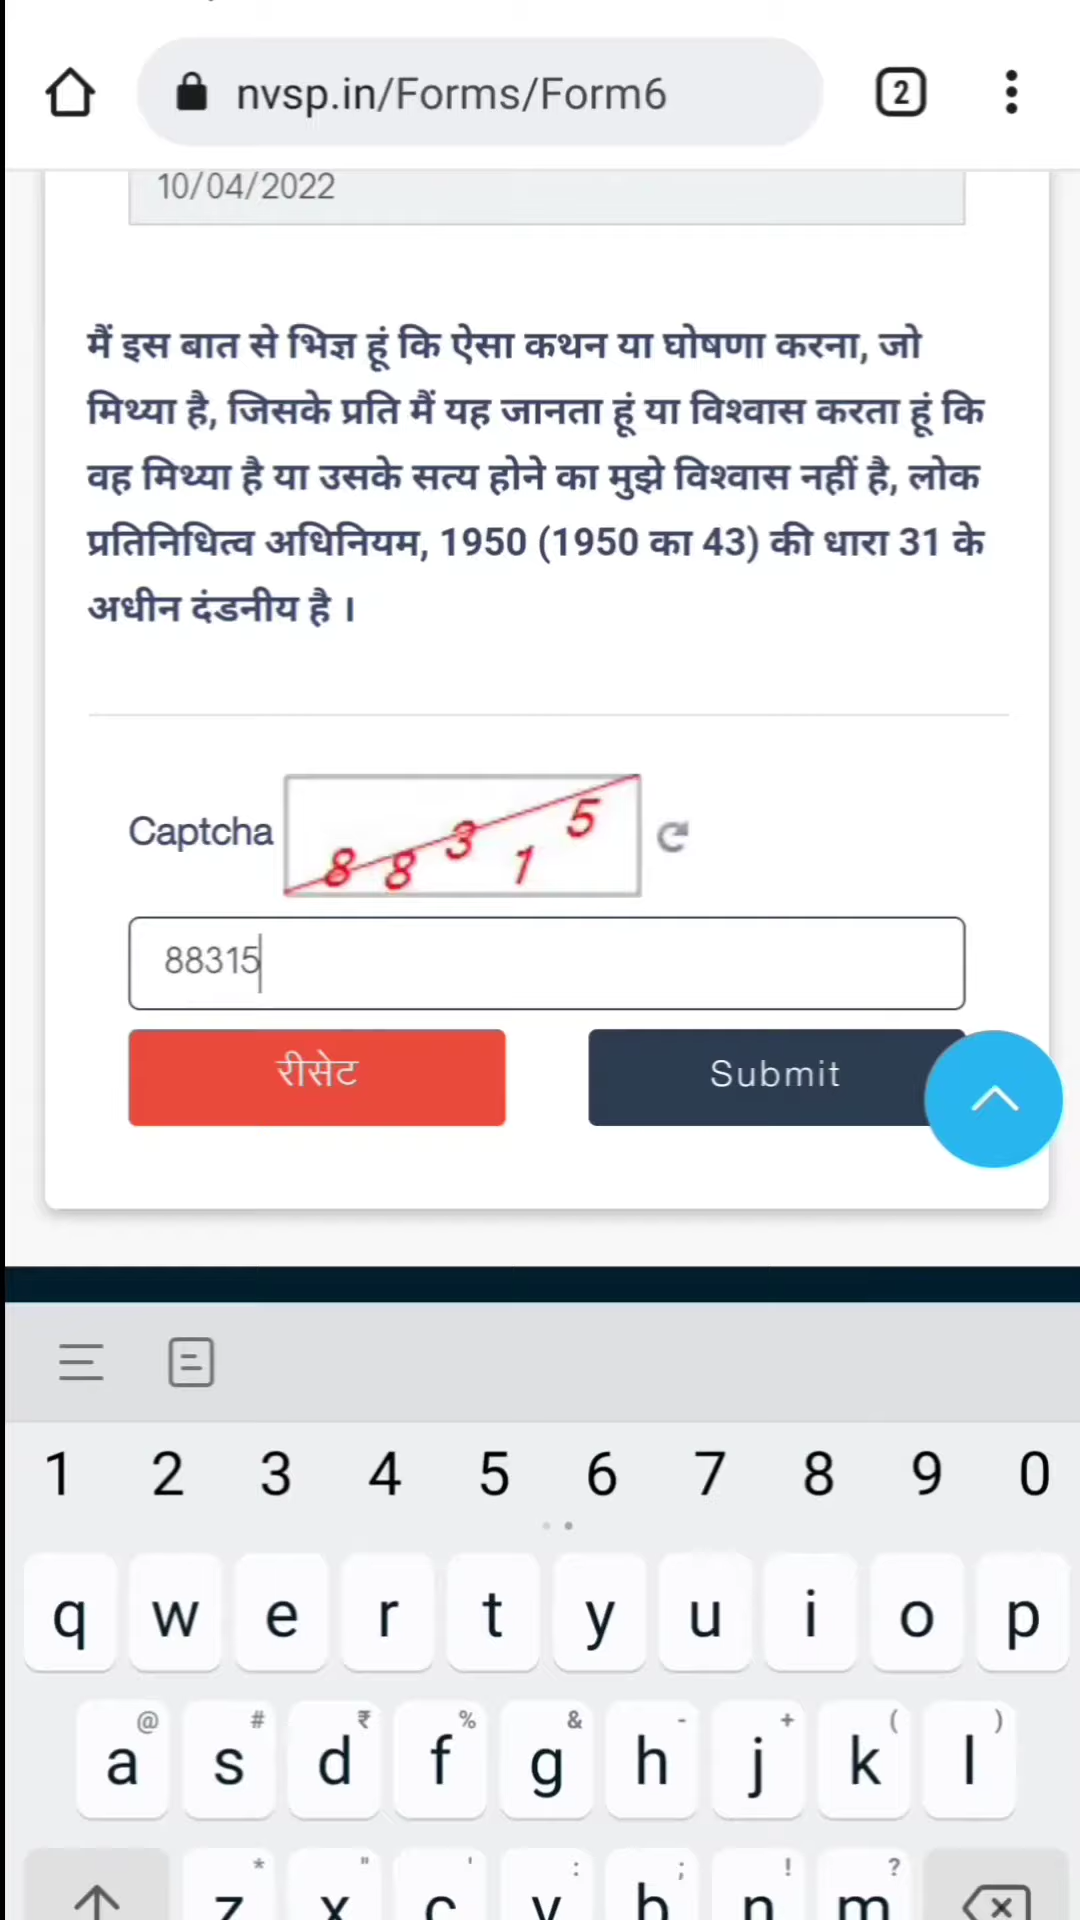 nvsp.in/Forms/Form6
2
10/04/2022
मैं इस बात से भिज्ञ हूं कि ऐसा कथन या घोषणा करना, जो
मिथ्या है, जिसके प्रति मैं यह जानता हूं या विश्वास करता हूं कि
वह मिथ्या है या उसके सत्य होने का मुझे विश्वास नहीं है, लोक
प्रतिनिधित्व अधिनियम, 1950 (1950 का 43) की धारा 31 के
अधीन दंडनीय है ।
Captcha 8 8 3 1 5
88315
रीसेट Submit
1 2 3 4 5 6 7 8 9 0
q w e r t y u i o p
@ # ₹ % & - + ( )
a s d f g h j k l
* " ' : ; ! ?
z x c v b n m